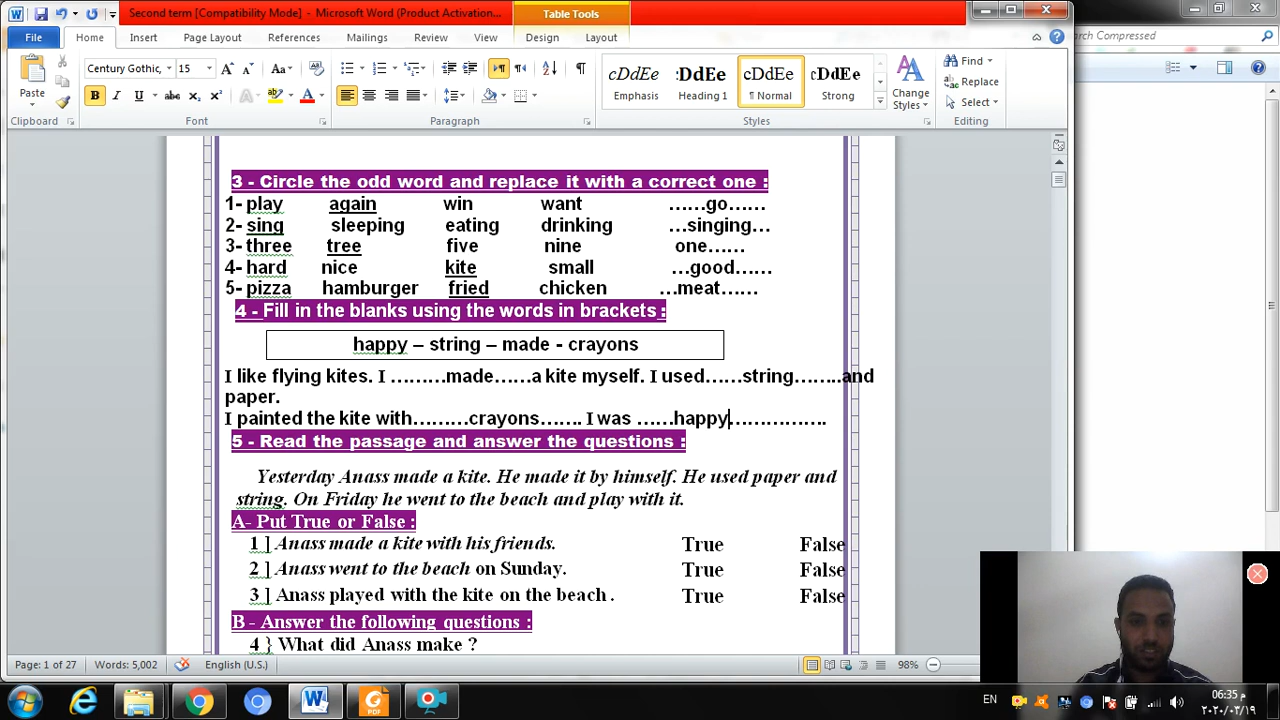 Second term [Compatibility Mode] - Microsoft Word (Product Activation...
Table Tools
File Home Insert Page Layout References Mailings Review View Design Layout
Century Gothic, 15
Paste
Clipboard
Font
Paragraph
cDdEe :DdEe cDdEe cDdEe
Emphasis Heading 1 ¶ Normal Strong
Styles
Change Styles
Find
Replace
Select
Editing
rch Compressed
3 - Circle the odd word and replace it with a correct one :
1- play again win want ……go……
2- sing sleeping eating drinking …singing…
3- three tree five nine one……
4- hard nice kite small …good……
5- pizza hamburger fried chicken …meat……
4 - Fill in the blanks using the words in brackets :
happy – string – made - crayons
I like flying kites. I ………made……a kite myself. I used……string……..and
paper.
I painted the kite with………crayons……. I was ……happy…………….
5 - Read the passage and answer the questions :
Yesterday Anass made a kite. He made it by himself. He used paper and
string. On Friday he went to the beach and play with it.
A- Put True or False :
1 ] Anass made a kite with his friends. True False
2 ] Anass went to the beach on Sunday. True False
3 ] Anass played with the kite on the beach . True False
B - Answer the following questions :
4 } What did Anass make ?
Page: 1 of 27 Words: 5,002 English (U.S.) 98%
EN
06:35 م
٢٠٢٠/٠٣/١٩